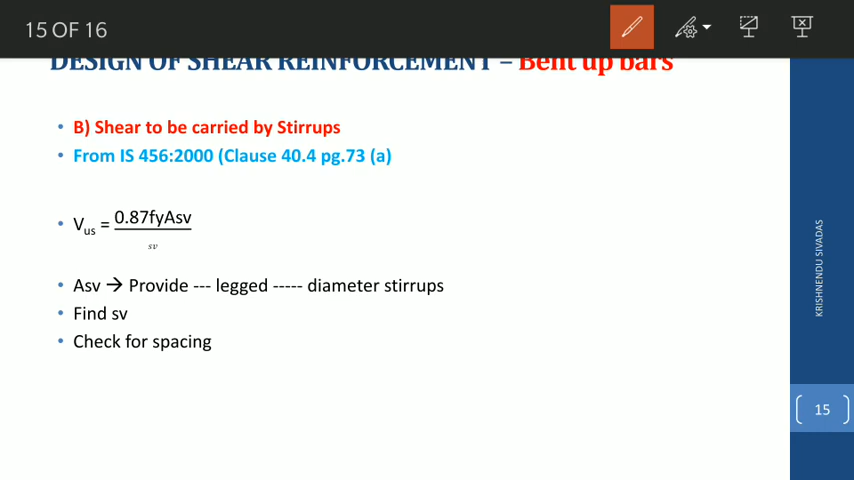 15 OF 16
DESIGN OF SHEAR REINFORCEMENT – Bent up bars
• B) Shear to be carried by Stirrups
• From IS 456:2000 (Clause 40.4 pg.73 (a)
• Vus = 0.87fyAsv
sv
• Asv → Provide --- legged ----- diameter stirrups
• Find sv
• Check for spacing
KRISHNENDU SIVADAS
15